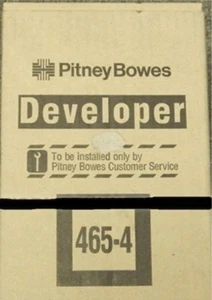 Pitney Bowes
Developer
To be installed only by
Pitney Bowes Customer Service
465-4